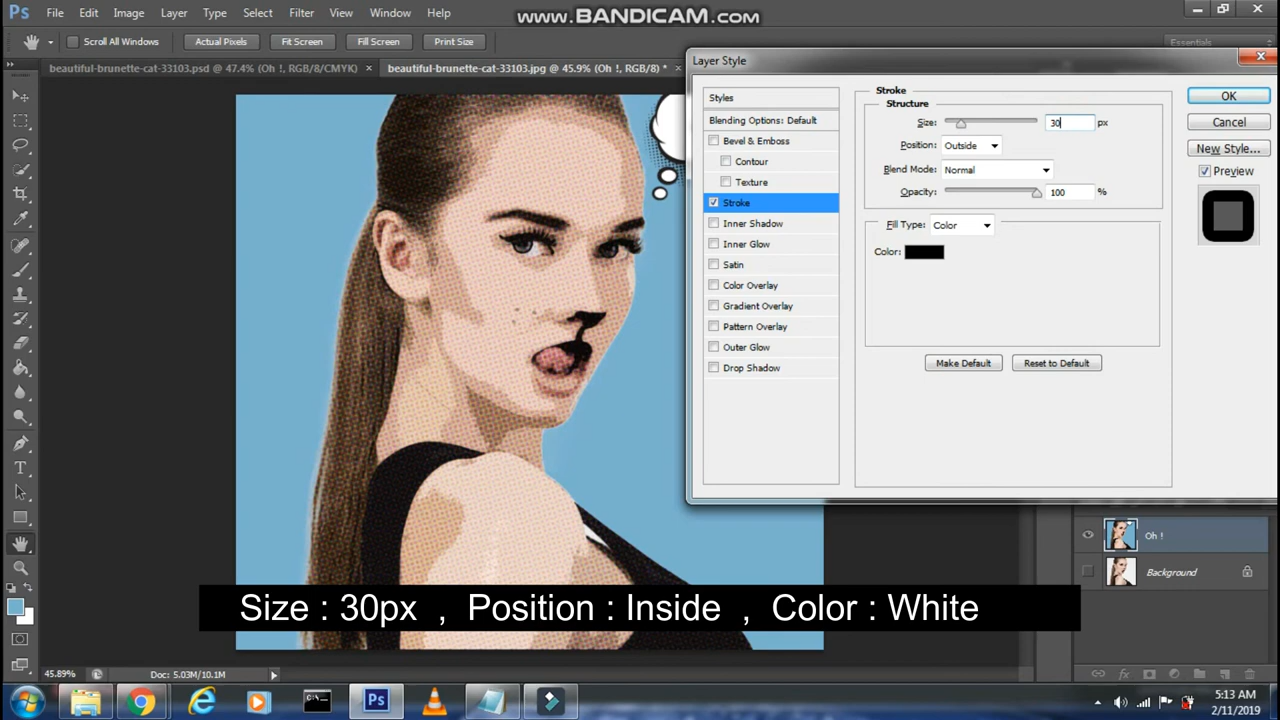 Ps File Edit Image Layer Type Select Filter View Window Help
www.BANDICAM.com
Scroll All Windows Actual Pixels Fit Screen Fill Screen Print Size Essentials
beautiful-brunette-cat-33103.psd @ 47.4% (Oh !, RGB/8/CMYK) × beautiful-brunette-cat-33103.jpg @ 45.9% (Oh !, RGB/8) * ×
Layer Style
Styles
Blending Options: Default
Bevel & Emboss
Contour
Texture
Stroke
Inner Shadow
Inner Glow
Satin
Color Overlay
Gradient Overlay
Pattern Overlay
Outer Glow
Drop Shadow
Stroke
Structure
Size: 30 px
Position: Outside
Blend Mode: Normal
Opacity: 100 %
Fill Type: Color
Color:
Make Default Reset to Default
OK
Cancel
New Style...
Preview
Oh !
Background
Size : 30px , Position : Inside , Color : White
45.89% Doc: 5.03M/10.1M
fx
Ps
5:13 AM
2/11/2019